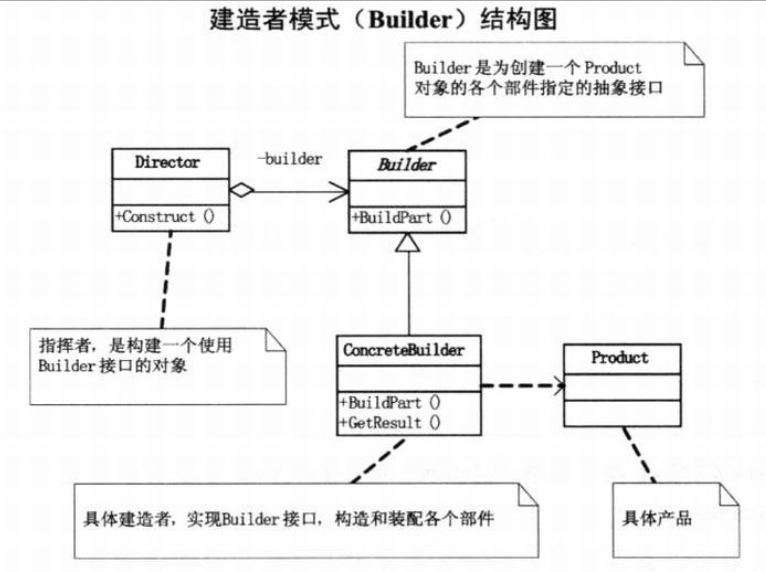 建造者模式（Builder）结构图
Builder是为创建一个Product
对象的各个部件指定的抽象接口
Director
-builder
Builder
+Construct ()
+BuildPart ()
指挥者，是构建一个使用
Builder接口的对象
ConcreteBuilder
Product
+BuildPart ()
+GetResult ()
具体建造者，实现Builder接口，构造和装配各个部件
具体产品